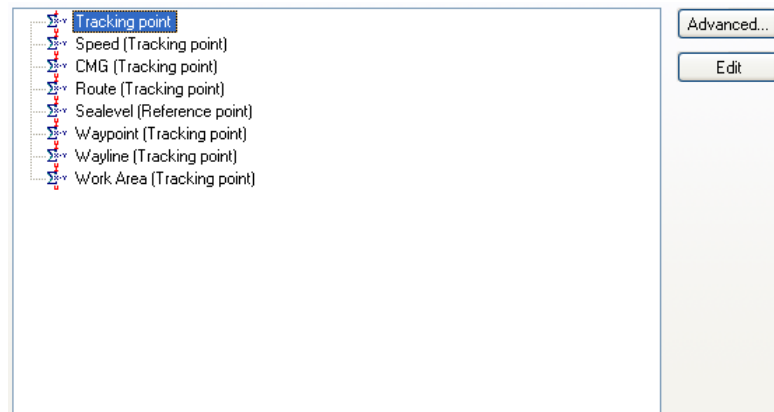 Tracking point
Speed (Tracking point)
CMG (Tracking point)
Route (Tracking point)
Sealevel (Reference point)
Waypoint (Tracking point)
Wayline (Tracking point)
Work Area (Tracking point)
Advanced...
Edit